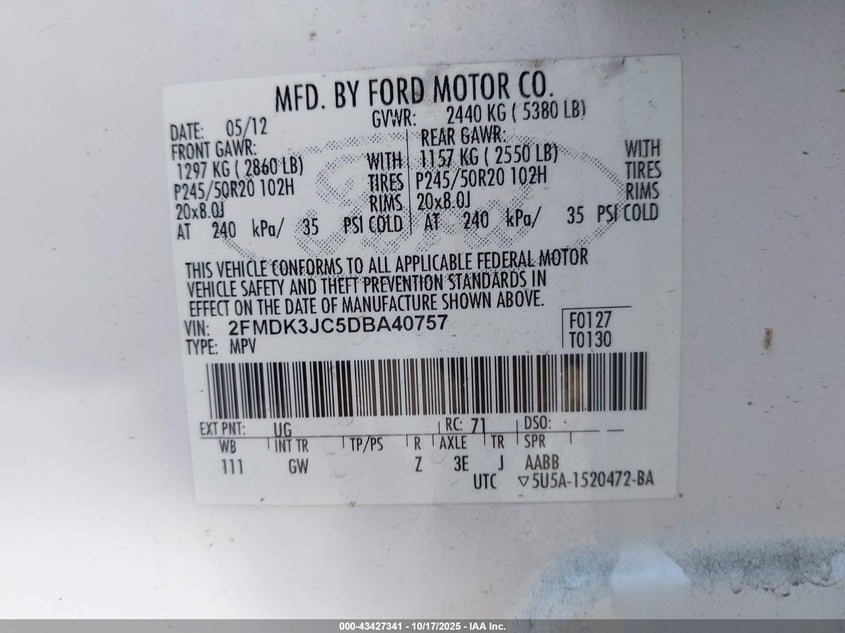 MFD. BY FORD MOTOR CO.
DATE: 05/12 GVWR: 2440 KG ( 5380 LB)
FRONT GAWR: REAR GAWR:
1297 KG ( 2860 LB) WITH 1157 KG ( 2550 LB) WITH
P245/50R20 102H TIRES P245/50R20 102H TIRES
20x8.0J RIMS 20x8.0J RIMS
AT 240 kPa/ 35 PSI COLD AT 240 kPa/ 35 PSI COLD
THIS VEHICLE CONFORMS TO ALL APPLICABLE FEDERAL MOTOR
VEHICLE SAFETY AND THEFT PREVENTION STANDARDS IN
EFFECT ON THE DATE OF MANUFACTURE SHOWN ABOVE.
VIN: 2FMDK3JC5DBA40757 F0127
TYPE: MPV T0130
EXT PNT: UG RC: 71 DSO:
WB INT TR TP/PS R AXLE TR SPR
111 GW Z 3E J AABB
UTC ▽5U5A-1520472-BA
000-43427341 | 10/17/2025 - IAA Inc.